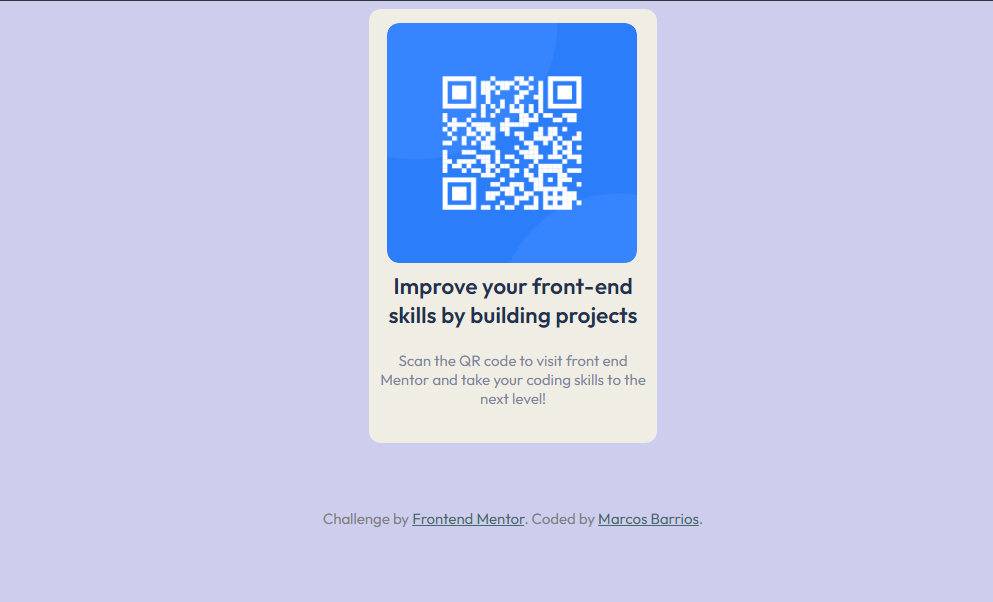 Improve your front-end
skills by building projects
Scan the QR code to visit front end
Mentor and take your coding skills to the
next level!
Challenge by Frontend Mentor. Coded by Marcos Barrios.